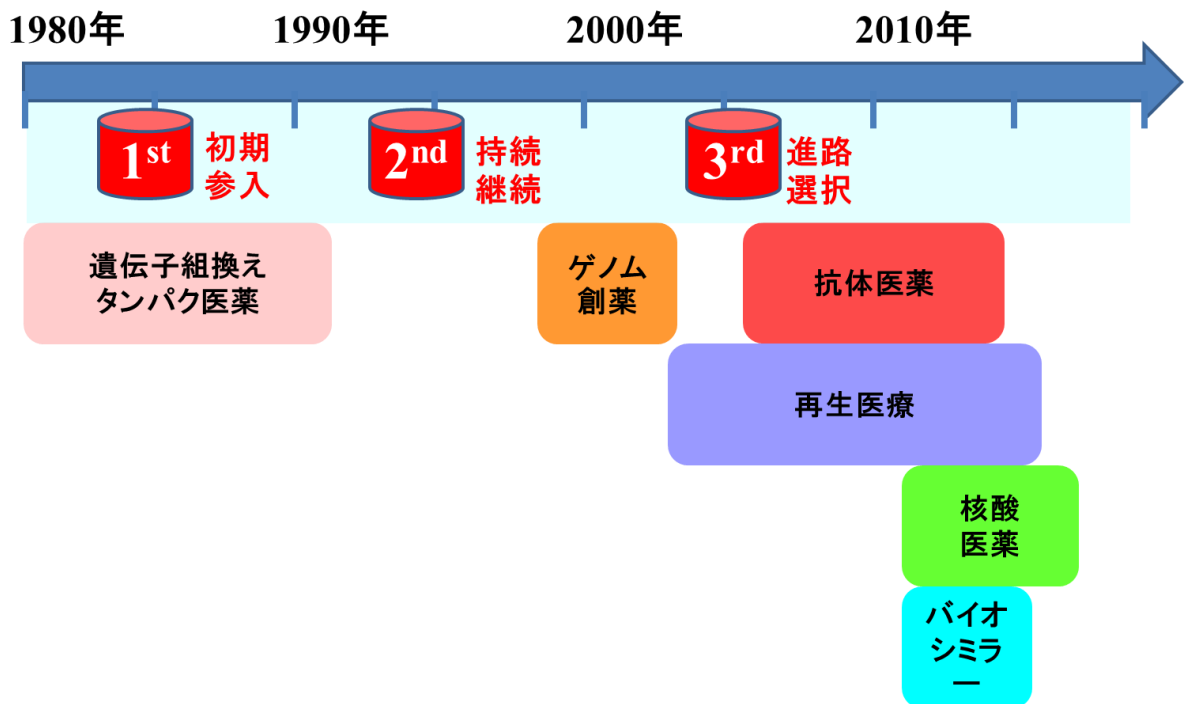 1980年 1990年 2000年 2010年
1st 初期
参入
2nd 持続
継続
3rd 進路
選択
遺伝子組換え
タンパク医薬
ゲノム
創薬
抗体医薬
再生医療
核酸
医薬
バイオ
シミラ
ー